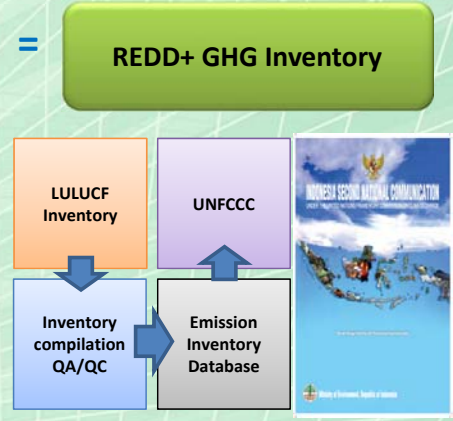 =
REDD+ GHG Inventory
LULUCF
Inventory
UNFCCC
Inventory
compilation
QA/QC
Emission
Inventory
Database
INDONESIA SECOND NATIONAL COMMUNICATION
Ministry of Environment, Republic of Indonesia